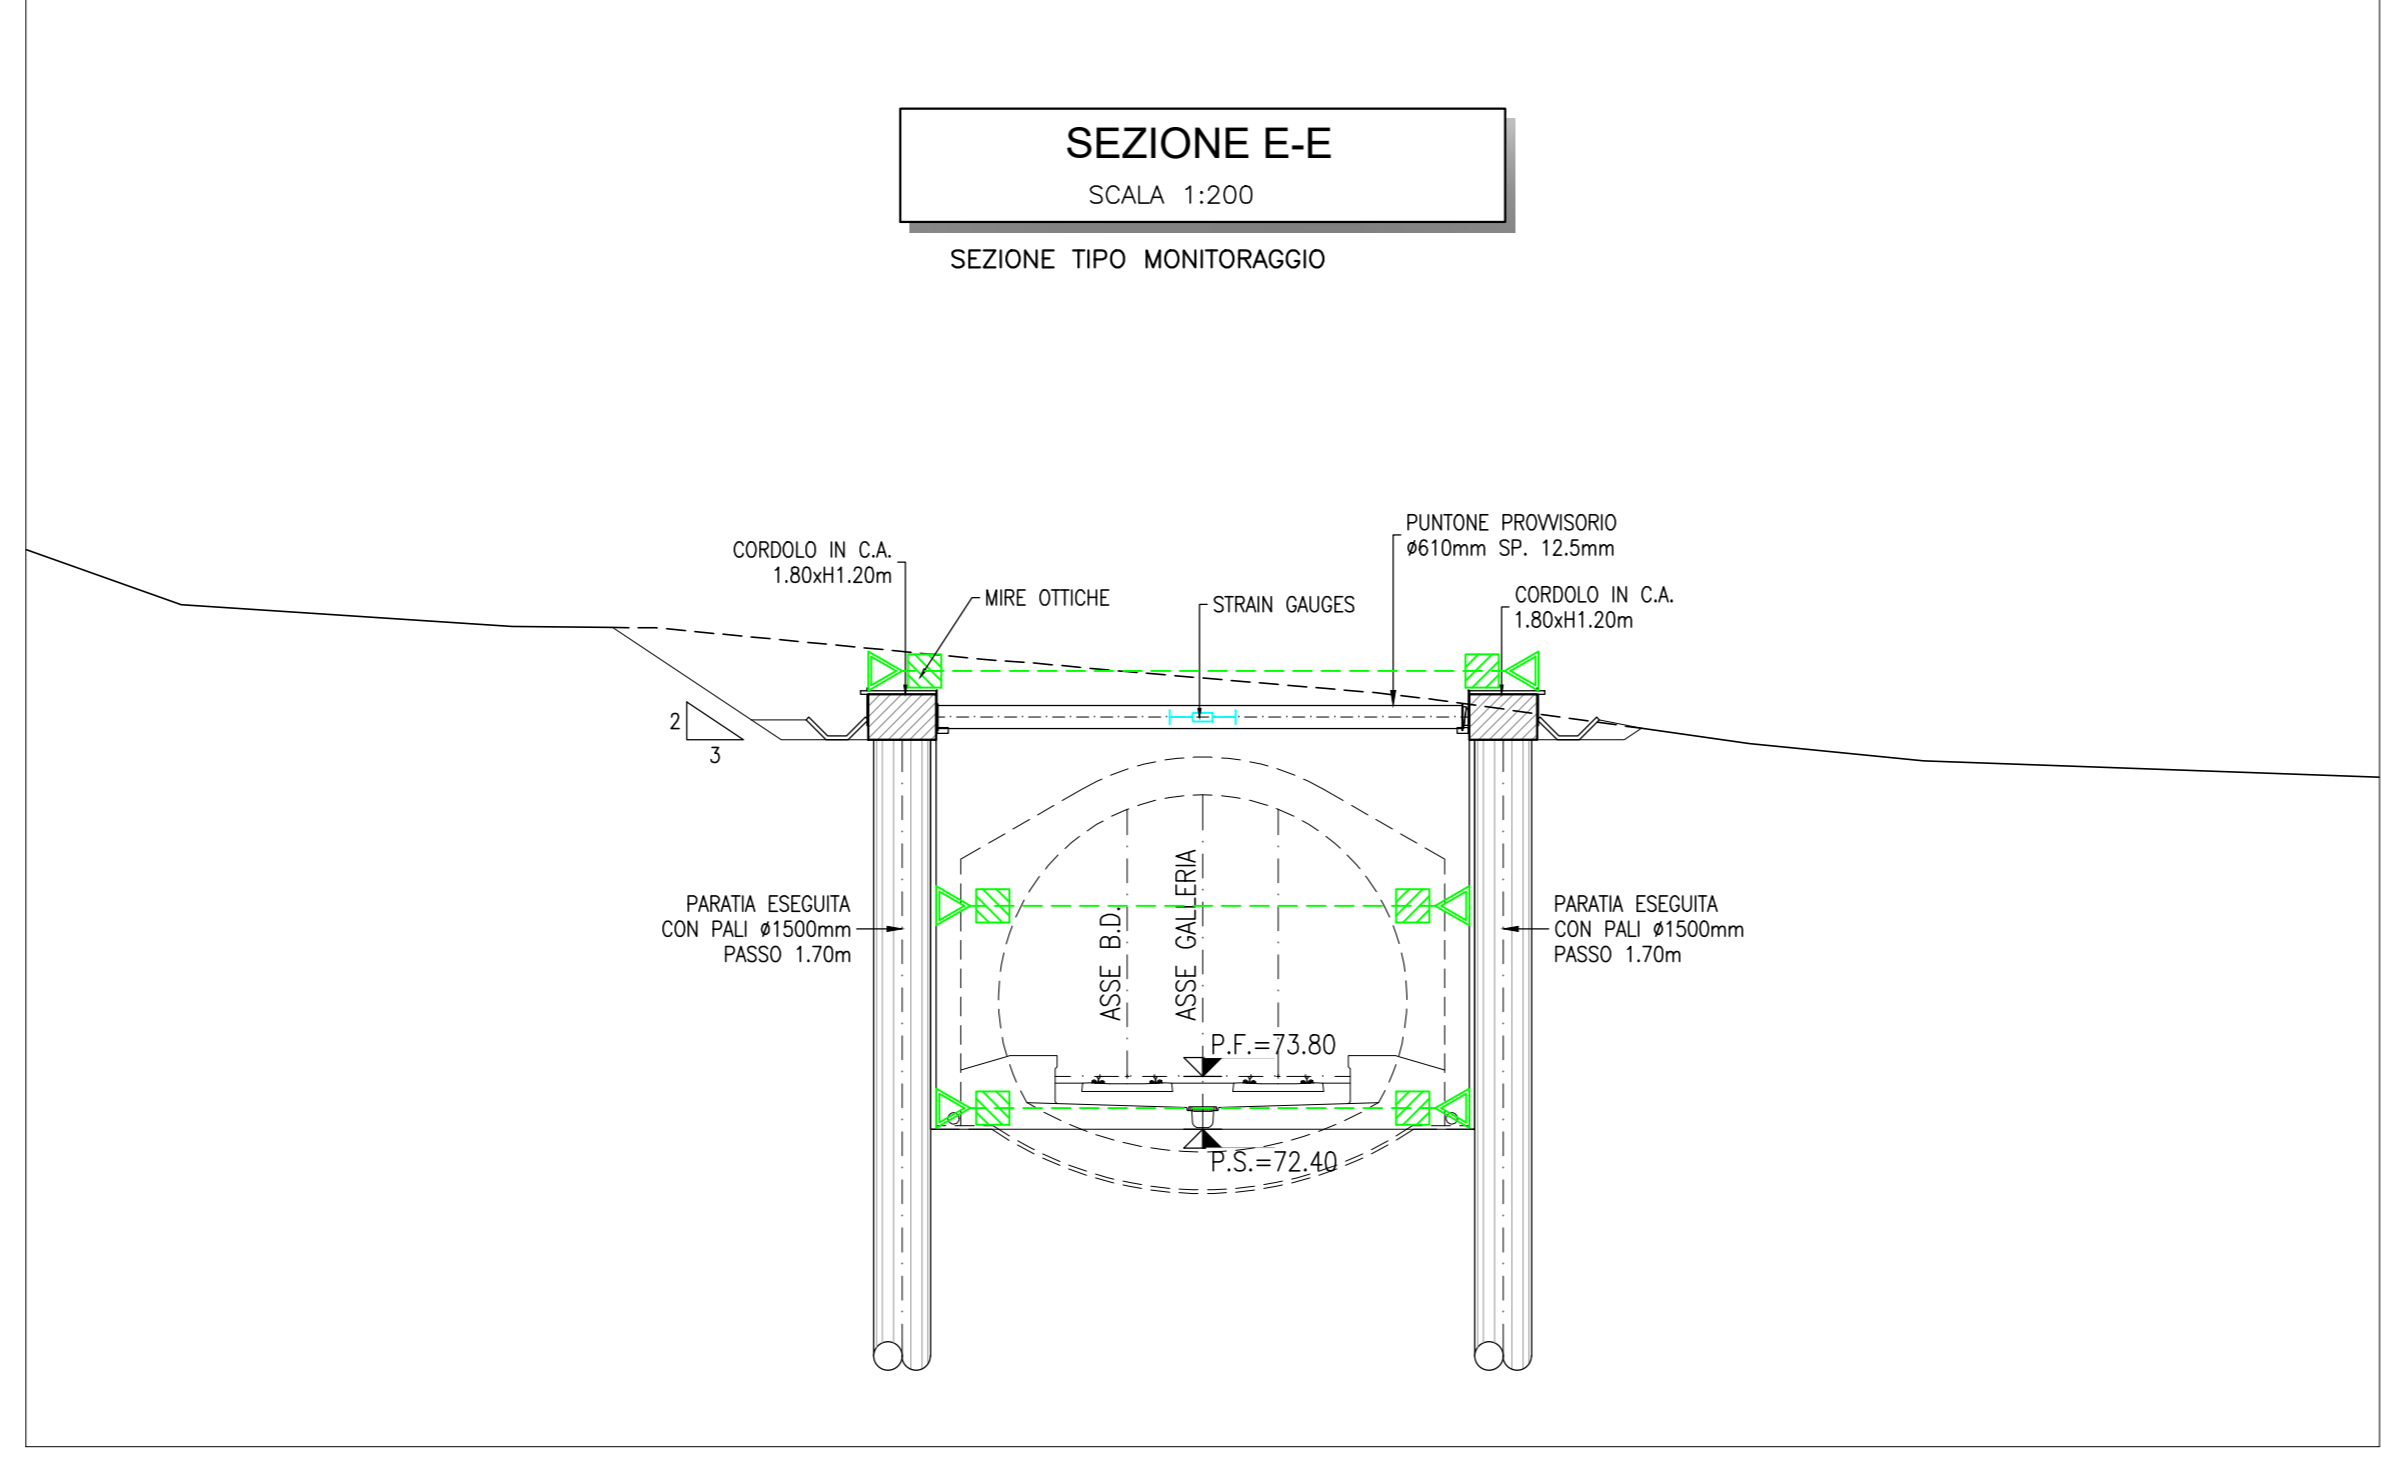 SEZIONE E-E
SCALA 1:200
SEZIONE TIPO MONITORAGGIO
PUNTONE PROVVISORIO
ø610mm SP. 12.5mm
CORDOLO IN C.A.
1.80xH1.20m
MIRE OTTICHE
STRAIN GAUGES
CORDOLO IN C.A.
1.80xH1.20m
2
3
PARATIA ESEGUITA
CON PALI ø1500mm
PASSO 1.70m
ASSE B.D.
ASSE GALLERIA
PARATIA ESEGUITA
CON PALI ø1500mm
PASSO 1.70m
P.F.=73.80
P.S.=72.40